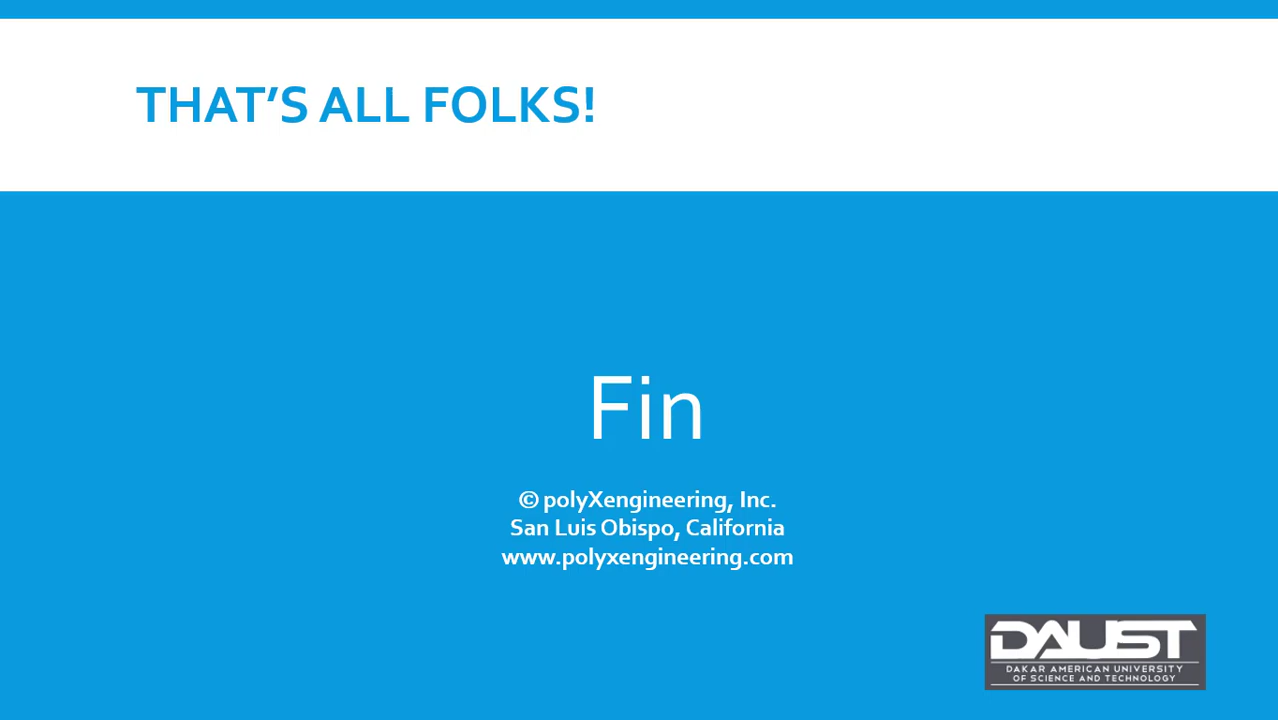 THAT’S ALL FOLKS!
Fin
© polyXengineering, Inc.
San Luis Obispo, California
www.polyxengineering.com
DAUST
DAKAR AMERICAN UNIVERSITY
OF SCIENCE AND TECHNOLOGY